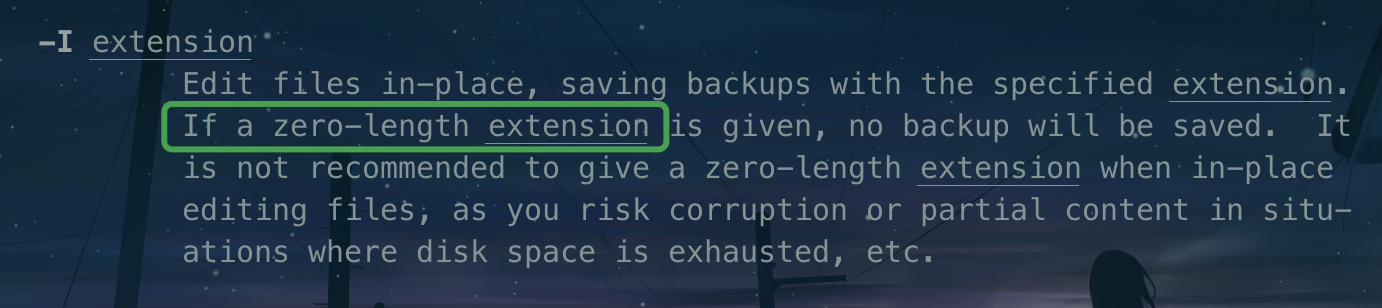 -I extension
Edit files in-place, saving backups with the specified extension.
If a zero-length extension is given, no backup will be saved.  It
is not recommended to give a zero-length extension when in-place
editing files, as you risk corruption or partial content in situ-
ations where disk space is exhausted, etc.